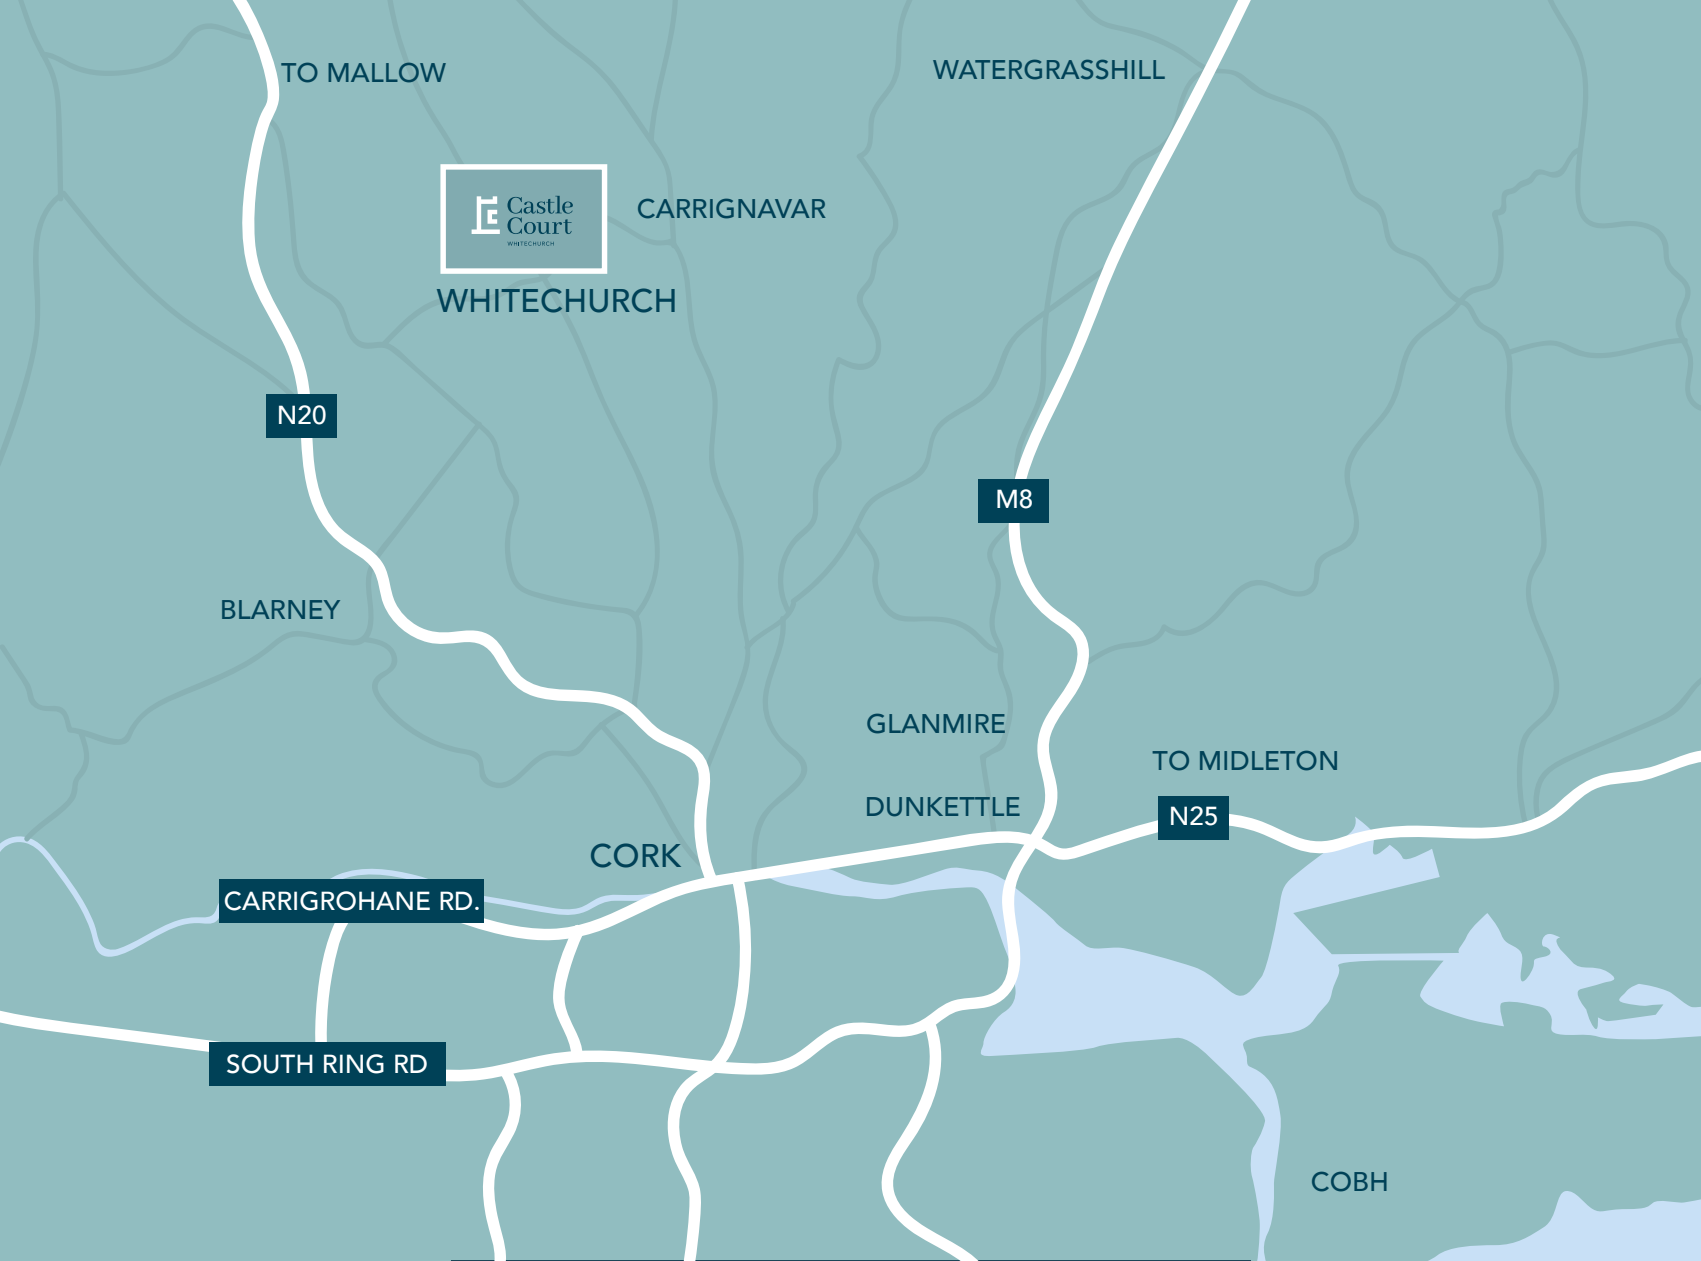 TO MALLOW
WATERGRASSHILL
Castle
Court
WHITECHURCH
CARRIGNAVAR
WHITECHURCH
N20
M8
BLARNEY
GLANMIRE
TO MIDLETON
DUNKETTLE
N25
CORK
CARRIGROHANE RD.
SOUTH RING RD
COBH